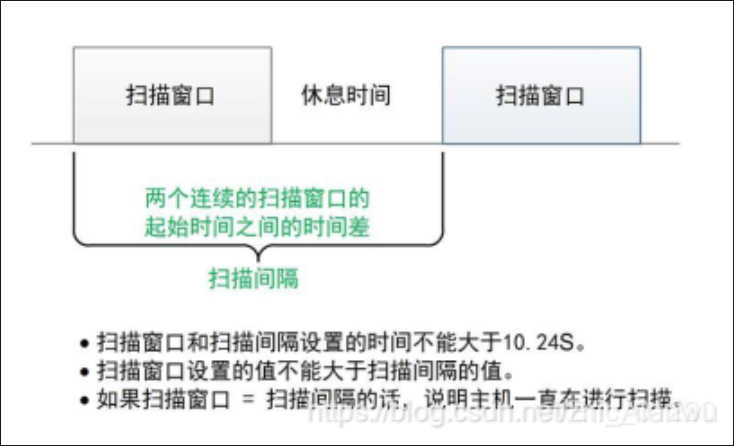 扫描窗口 休息时间 扫描窗口
两个连续的扫描窗口的
起始时间之间的时间差
扫描间隔
• 扫描窗口和扫描间隔设置的时间不能大于10.24S。
• 扫描窗口设置的值不能大于扫描间隔的值。
• 如果扫描窗口 = 扫描间隔的话，说明主机一直在进行扫描。
https://blog.csdn.net/